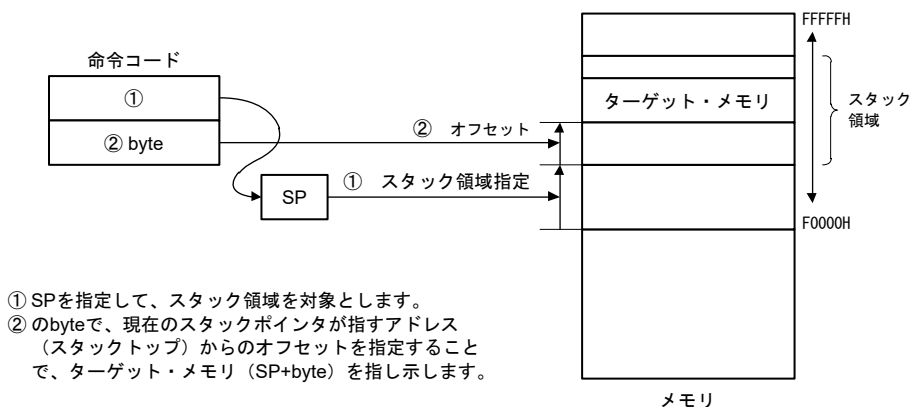 FFFFFH
命令コード
①
② byte
ターゲット・メモリ
スタック
領域
② オフセット
① スタック領域指定
SP
F0000H
① SPを指定して、スタック領域を対象とします。
② のbyteで、現在のスタックポインタが指すアドレス
（スタックトップ）からのオフセットを指定すること
で、ターゲット・メモリ（SP+byte）を指し示します。
メモリ